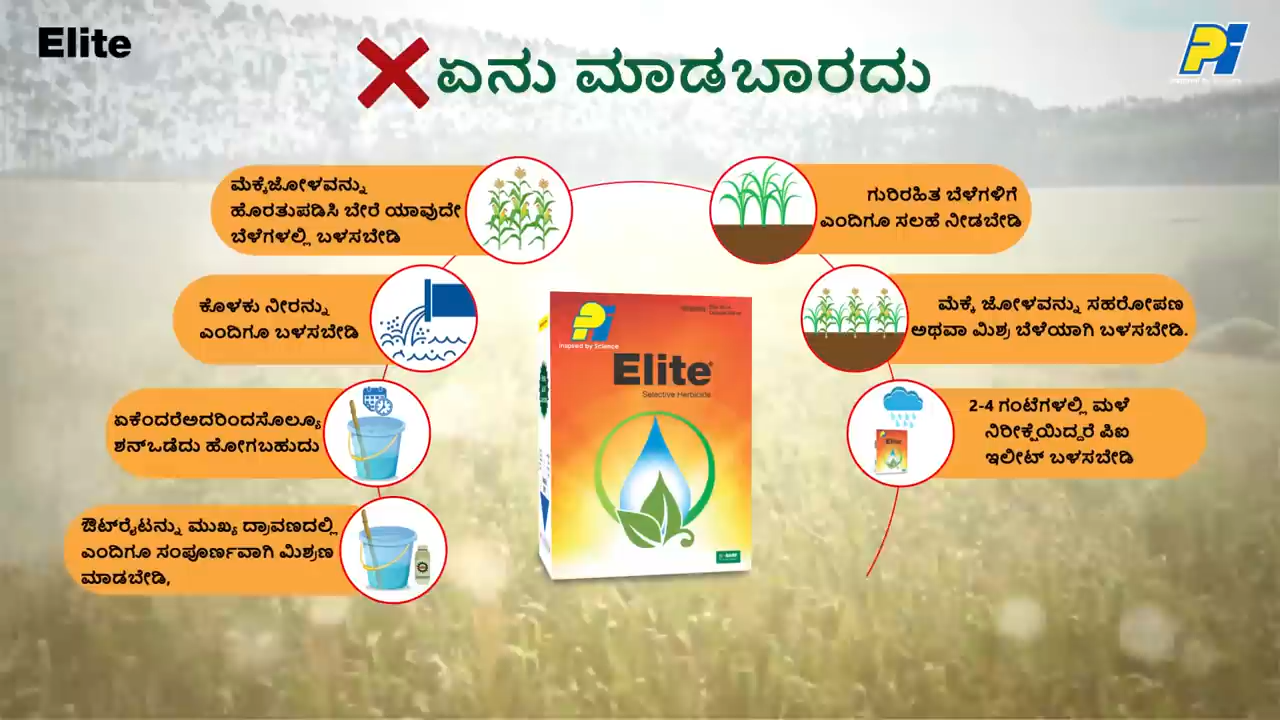 Elite
ಏನು ಮಾಡಬಾರದು
ಮೆಕ್ಕೆಜೋಳವನ್ನು
ಹೊರತುಪಡಿಸಿ ಬೇರೆ ಯಾವುದೇ
ಬೆಳೆಗಳಲ್ಲಿ ಬಳಸಬೇಡಿ
ಕೊಳಕು ನೀರನ್ನು
ಎಂದಿಗೂ ಬಳಸಬೇಡಿ
ಏಕೆಂದರೆಅದರಿಂದಸೊಲ್ಯೂ
ಶನ್‌ಒಡೆದು ಹೋಗಬಹುದು
ಔಟ್‌ರೈಟನ್ನು ಮುಖ್ಯ ದ್ರಾವಣದಲ್ಲಿ
ಎಂದಿಗೂ ಸಂಪೂರ್ಣವಾಗಿ ಮಿಶ್ರಣ
ಮಾಡಬೇಡಿ,
ಗುರಿರಹಿತ ಬೆಳೆಗಳಿಗೆ
ಎಂದಿಗೂ ಸಲಹೆ ನೀಡಬೇಡಿ
ಮೆಕ್ಕೆ ಜೋಳವನ್ನು ಸಹರೋಪಣ
ಅಥವಾ ಮಿಶ್ರ ಬೆಳೆಯಾಗಿ ಬಳಸಬೇಡಿ.
2-4 ಗಂಟೆಗಳಲ್ಲಿ ಮಳೆ
ನಿರೀಕ್ಷೆಯಿದ್ದರೆ ಪಿಐ
ಇಲೀಟ್ ಬಳಸಬೇಡಿ
Pi
Inspired by Science
Elite
Selective Herbicide